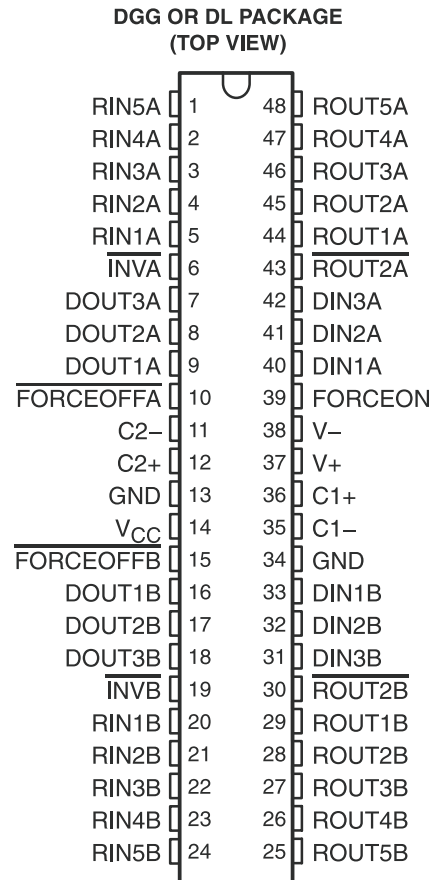 DGG OR DL PACKAGE
(TOP VIEW)
RIN5A 1 48 ROUT5A
RIN4A 2 47 ROUT4A
RIN3A 3 46 ROUT3A
RIN2A 4 45 ROUT2A
RIN1A 5 44 ROUT1A
INVA 6 43 ROUT2A
DOUT3A 7 42 DIN3A
DOUT2A 8 41 DIN2A
DOUT1A 9 40 DIN1A
FORCEOFFA 10 39 FORCEON
C2– 11 38 V–
C2+ 12 37 V+
GND 13 36 C1+
VCC 14 35 C1–
FORCEOFFB 15 34 GND
DOUT1B 16 33 DIN1B
DOUT2B 17 32 DIN2B
DOUT3B 18 31 DIN3B
INVB 19 30 ROUT2B
RIN1B 20 29 ROUT1B
RIN2B 21 28 ROUT2B
RIN3B 22 27 ROUT3B
RIN4B 23 26 ROUT4B
RIN5B 24 25 ROUT5B